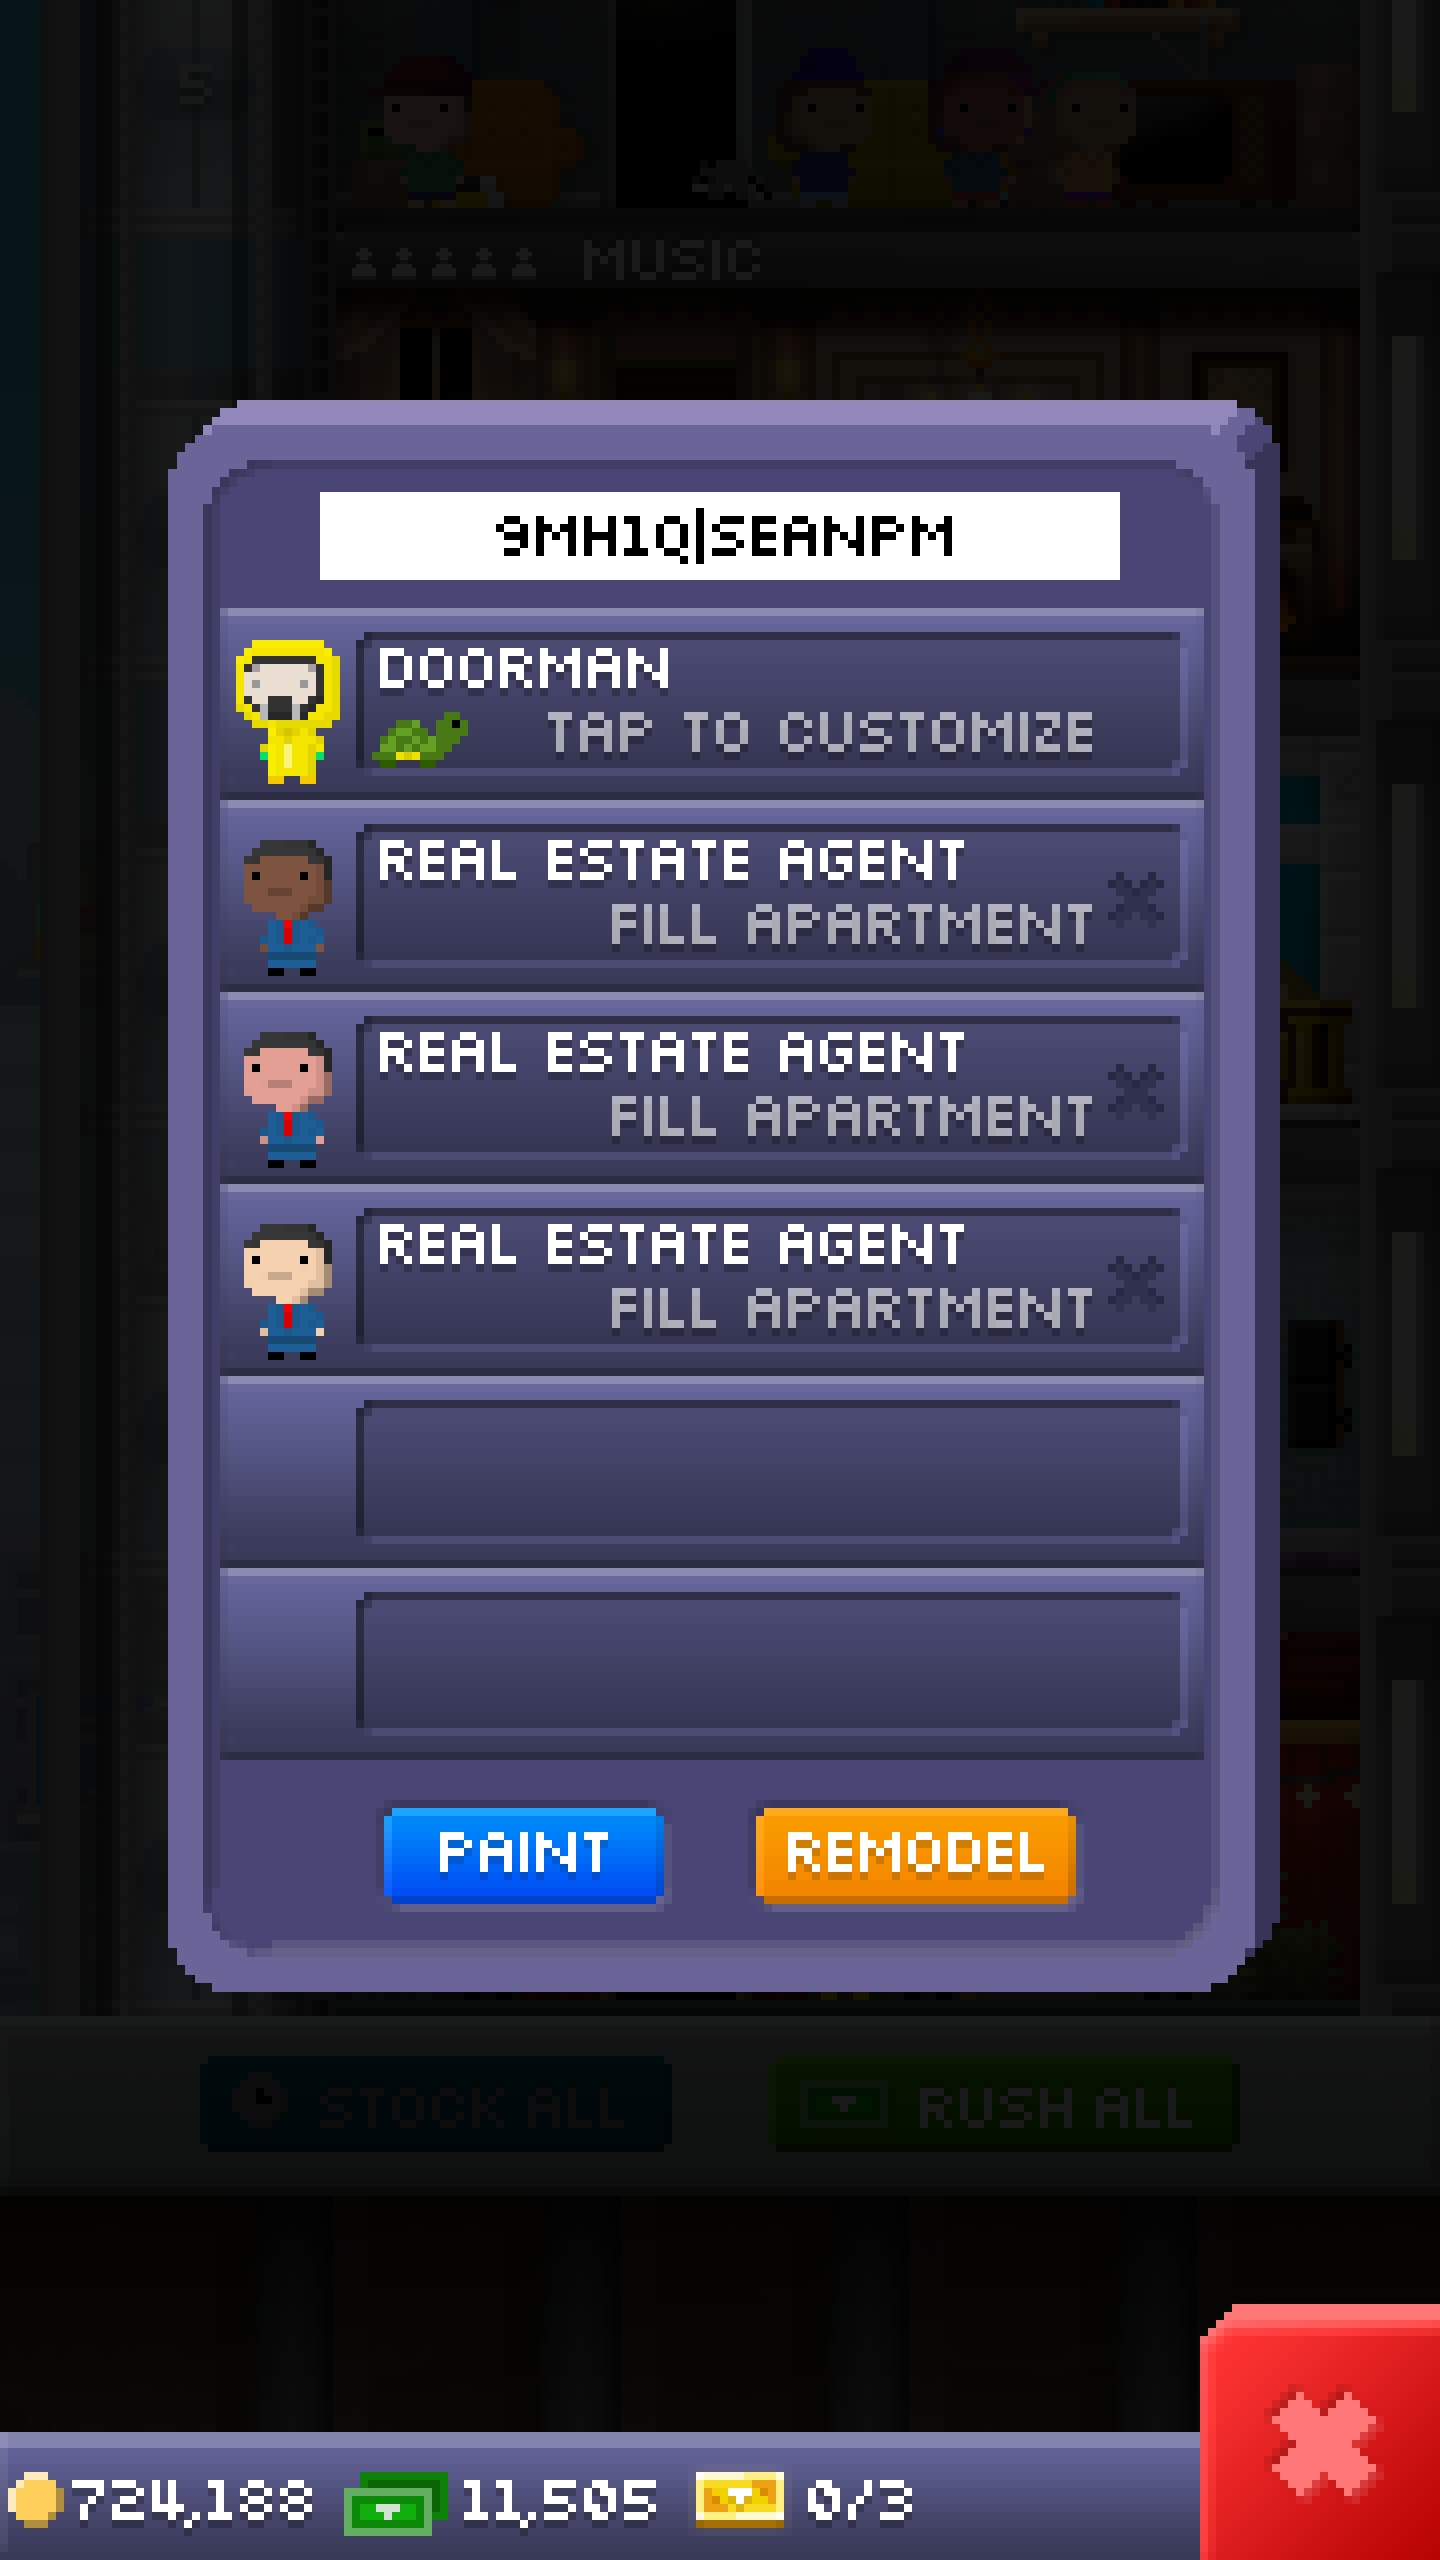 5
MUSIC
9MH1Q|SEANPM
DOORMAN
TAP TO CUSTOMIZE
REAL ESTATE AGENT
FILL APARTMENT
REAL ESTATE AGENT
FILL APARTMENT
REAL ESTATE AGENT
FILL APARTMENT
PAINT
REMODEL
STOCK ALL
RUSH ALL
724,188
11,505
0/3